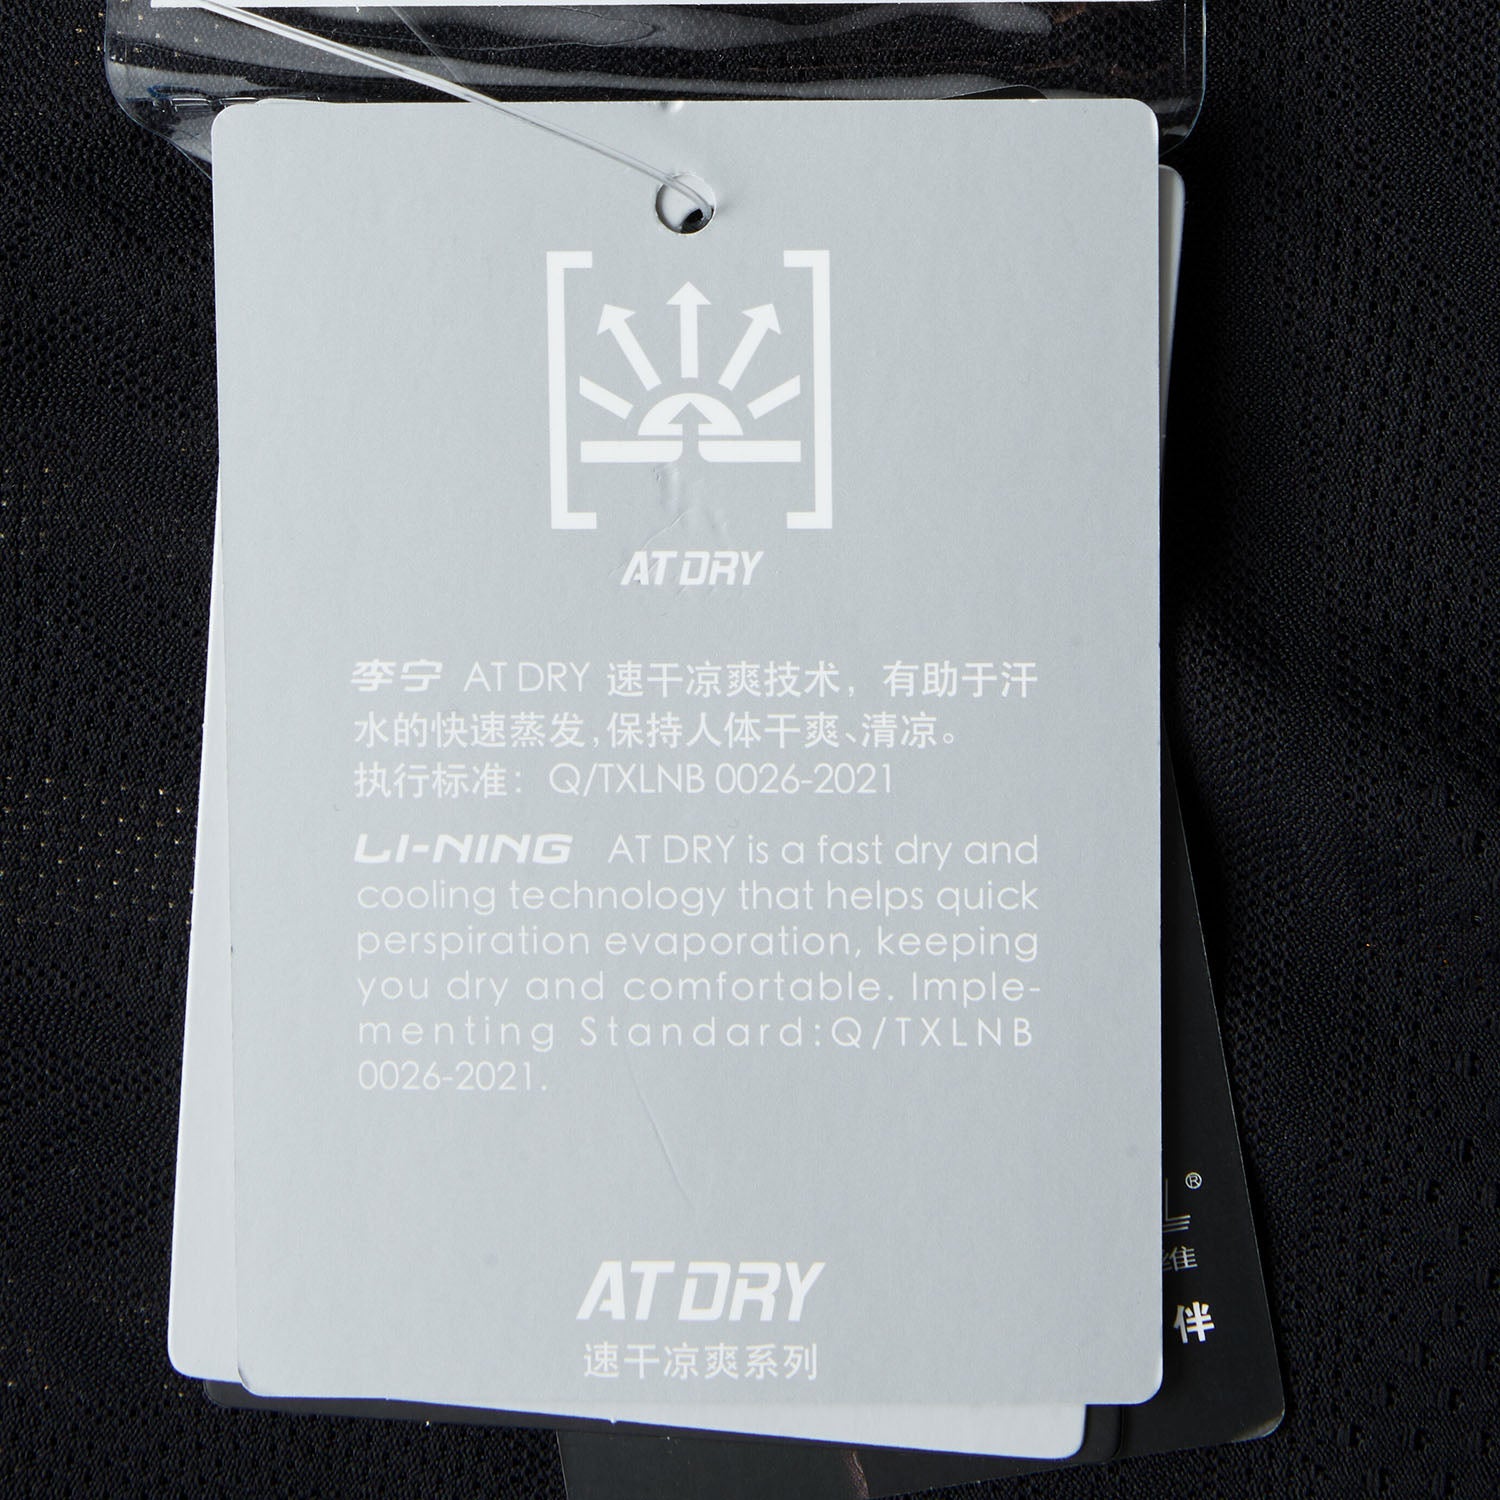 AT DRY
李宁 AT DRY 速干凉爽技术，有助于汗
水的快速蒸发,保持人体干爽、清凉。
执行标准：Q/TXLNB 0026-2021
LI-NING AT DRY is a fast dry and
cooling technology that helps quick
perspiration evaporation, keeping
you dry and comfortable. Imple-
menting Standard:Q/TXLNB
0026-2021.
L®
维
伴
AT DRY
速干凉爽系列